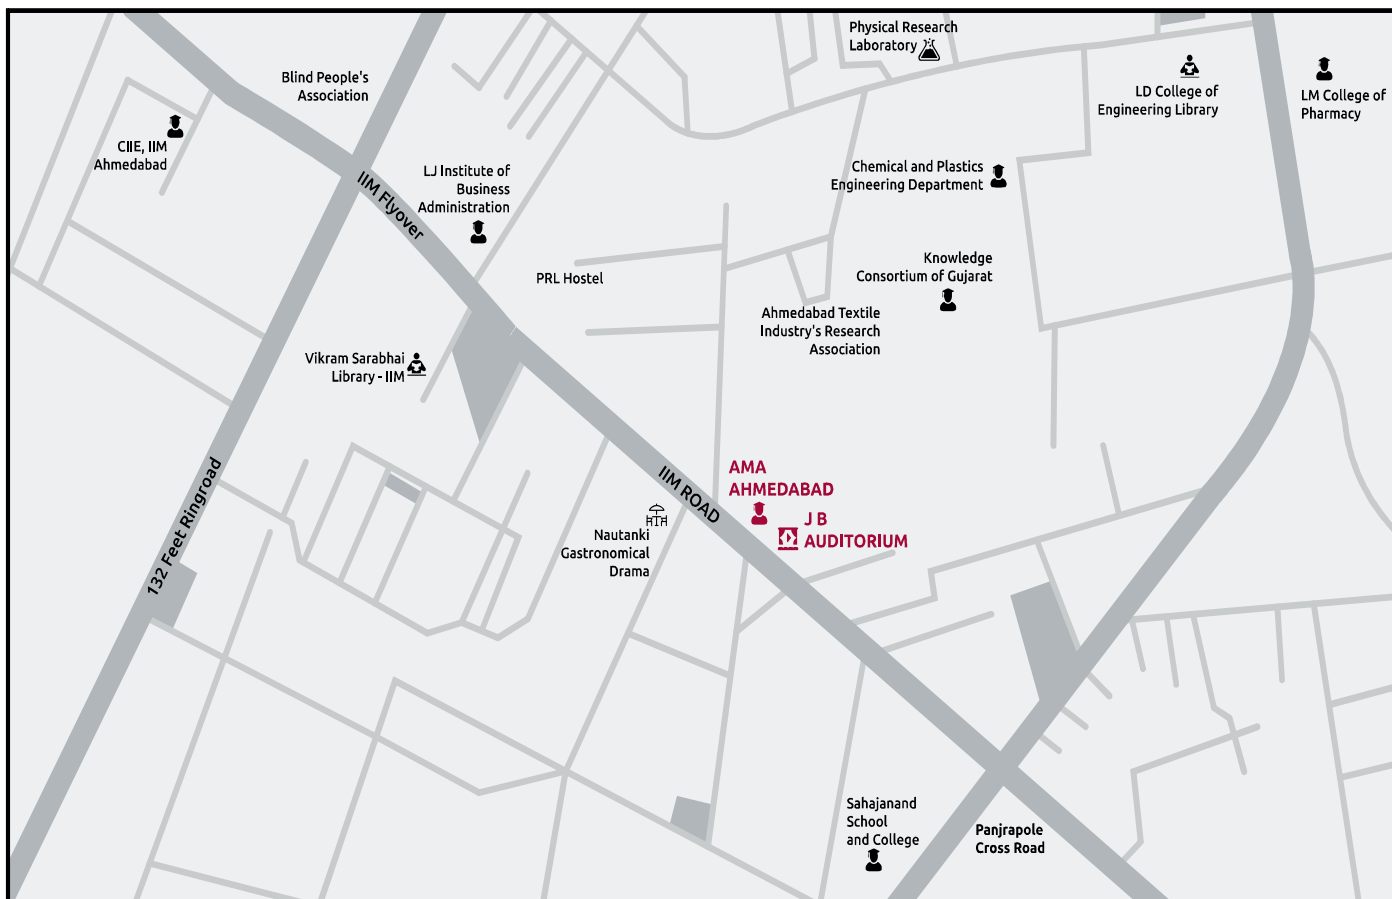 Physical Research
Laboratory
Blind People's
Association
LD College of
Engineering Library
LM College of
Pharmacy
CIIE, IIM
Ahmedabad
LJ Institute of
Business
Administration
Chemical and Plastics
Engineering Department
IIM Flyover
PRL Hostel
Knowledge
Consortium of Gujarat
Ahmedabad Textile
Industry's Research
Association
Vikram Sarabhai
Library - IIM
132 Feet Ringroad
IIM ROAD
AMA
AHMEDABAD
J B
AUDITORIUM
Nautanki
Gastronomical
Drama
Sahajanand
School
and College
Panjrapole
Cross Road